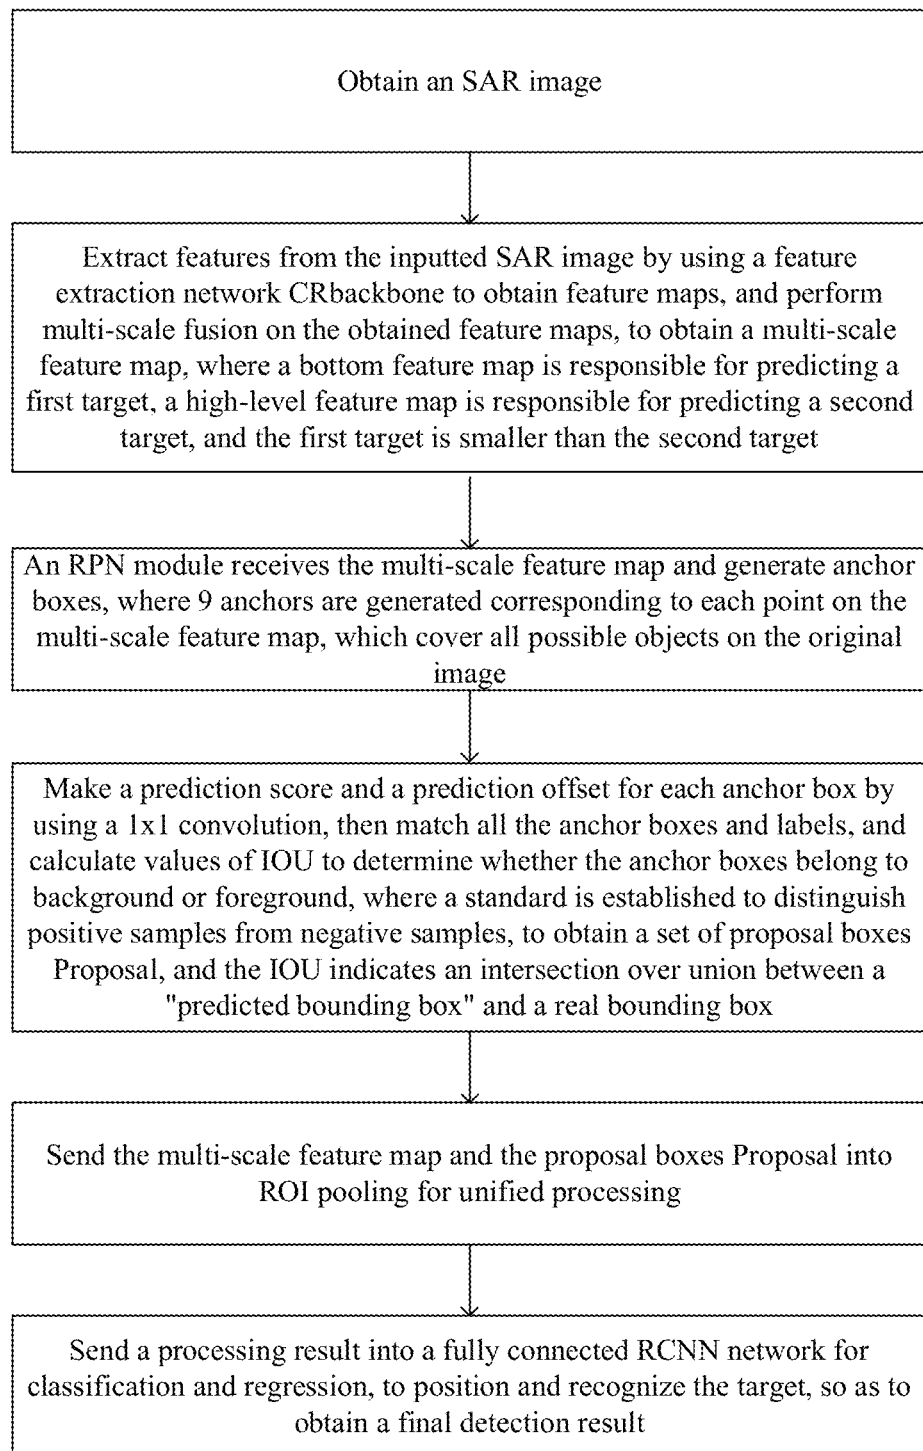 Obtain an SAR image
Extract features from the inputted SAR image by using a feature
extraction network CRbackbone to obtain feature maps, and perform
multi-scale fusion on the obtained feature maps, to obtain a multi-scale
feature map, where a bottom feature map is responsible for predicting a
first target, a high-level feature map is responsible for predicting a second
target, and the first target is smaller than the second target
An RPN module receives the multi-scale feature map and generate anchor
boxes, where 9 anchors are generated corresponding to each point on the
multi-scale feature map, which cover all possible objects on the original
image
Make a prediction score and a prediction offset for each anchor box by
using a 1x1 convolution, then match all the anchor boxes and labels, and
calculate values of IOU to determine whether the anchor boxes belong to
background or foreground, where a standard is established to distinguish
positive samples from negative samples, to obtain a set of proposal boxes
Proposal, and the IOU indicates an intersection over union between a
"predicted bounding box" and a real bounding box
Send the multi-scale feature map and the proposal boxes Proposal into
ROI pooling for unified processing
Send a processing result into a fully connected RCNN network for
classification and regression, to position and recognize the target, so as to
obtain a final detection result